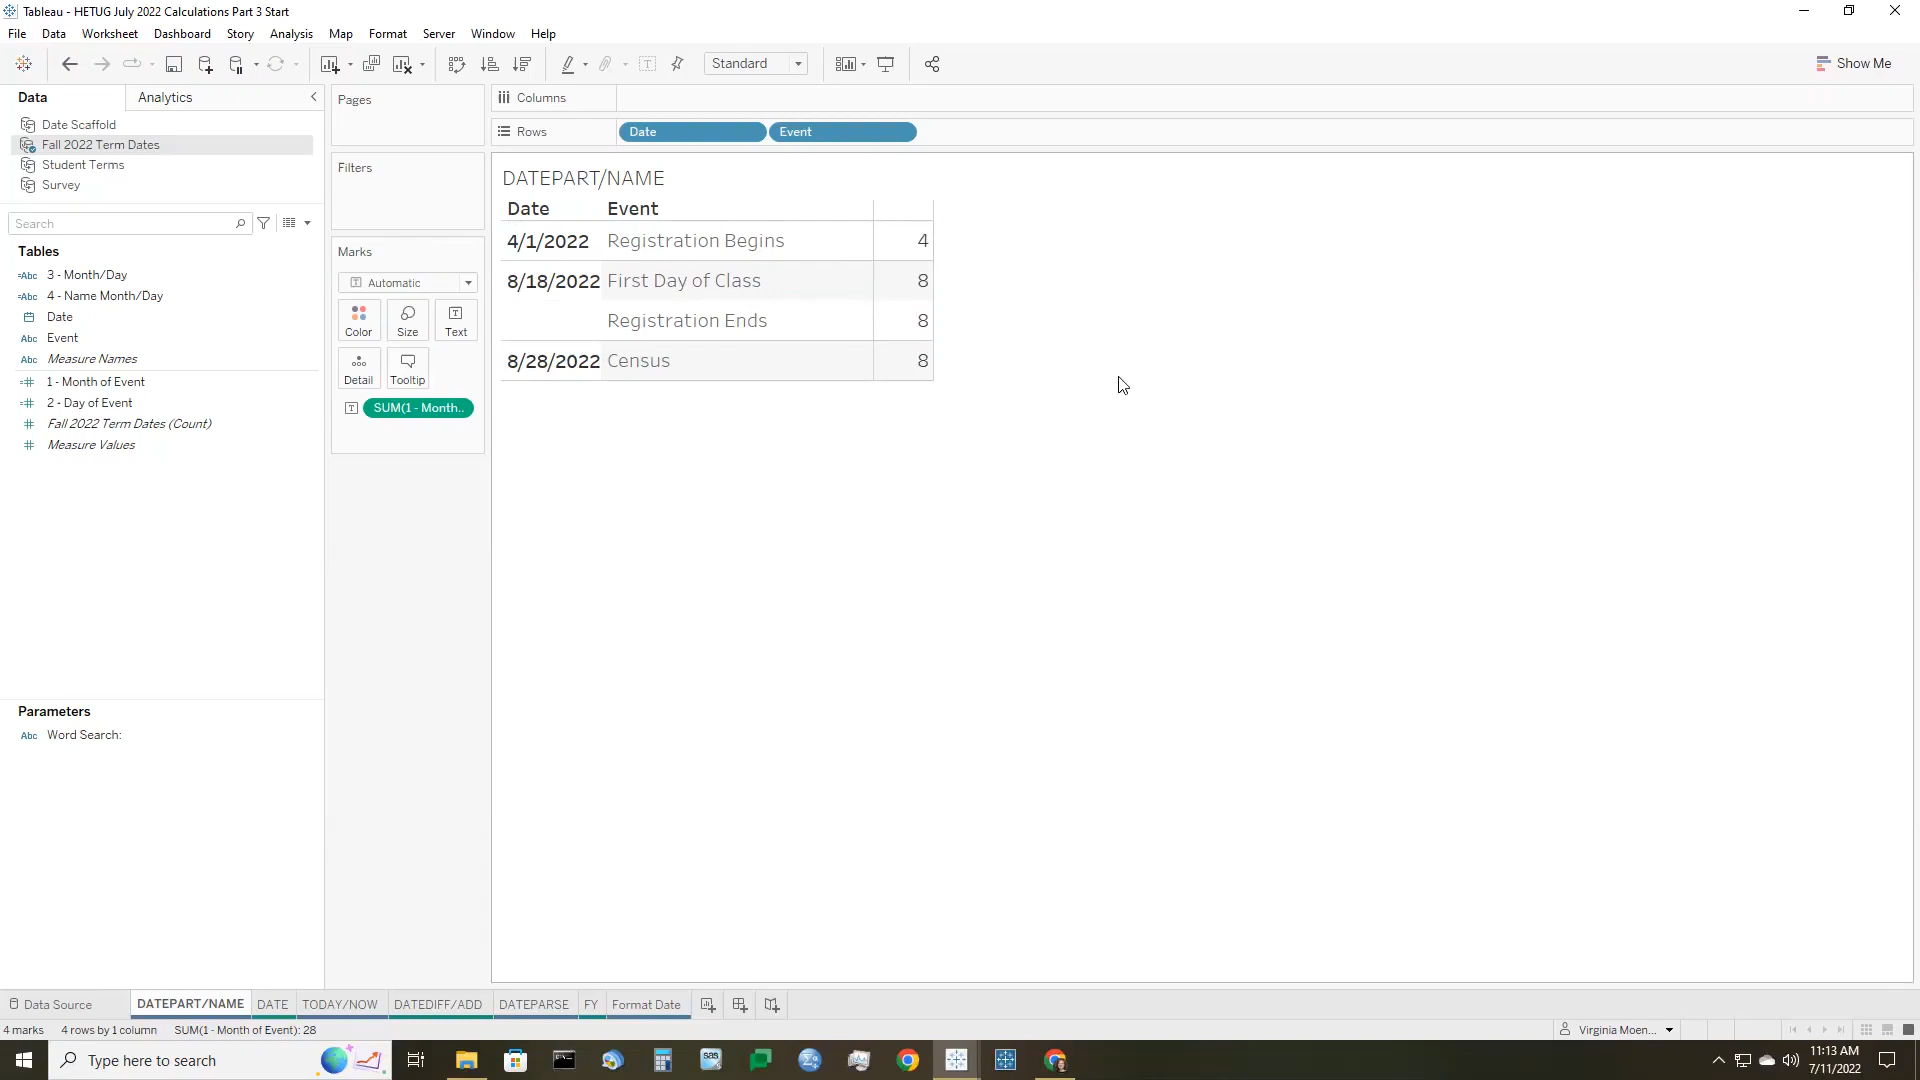 Tableau - HETUG July 2022 Calculations Part 3 Start
File Data Worksheet Dashboard Story Analysis Map Format Server Window Help
Standard
Show Me
Data Analytics
Date Scaffold
Fall 2022 Term Dates
Student Terms
Survey
Search
Tables
=Abc 3 - Month/Day
=Abc 4 - Name Month/Day
Date
Abc Event
Abc Measure Names
=# 1 - Month of Event
=# 2 - Day of Event
# Fall 2022 Term Dates (Count)
# Measure Values
Parameters
Abc Word Search:
Pages
Filters
Marks
T Automatic
Color Size Text
Detail Tooltip
T SUM(1 - Month..
Columns
Rows Date Event
DATEPART/NAME
Date Event
4/1/2022 Registration Begins 4
8/18/2022 First Day of Class 8
Registration Ends 8
8/28/2022 Census 8
Data Source DATEPART/NAME DATE TODAY/NOW DATEDIFF/ADD DATEPARSE FY Format Date
4 marks 4 rows by 1 column SUM(1 - Month of Event): 28 Virginia Moen...
Type here to search
sas
11:13 AM
7/11/2022